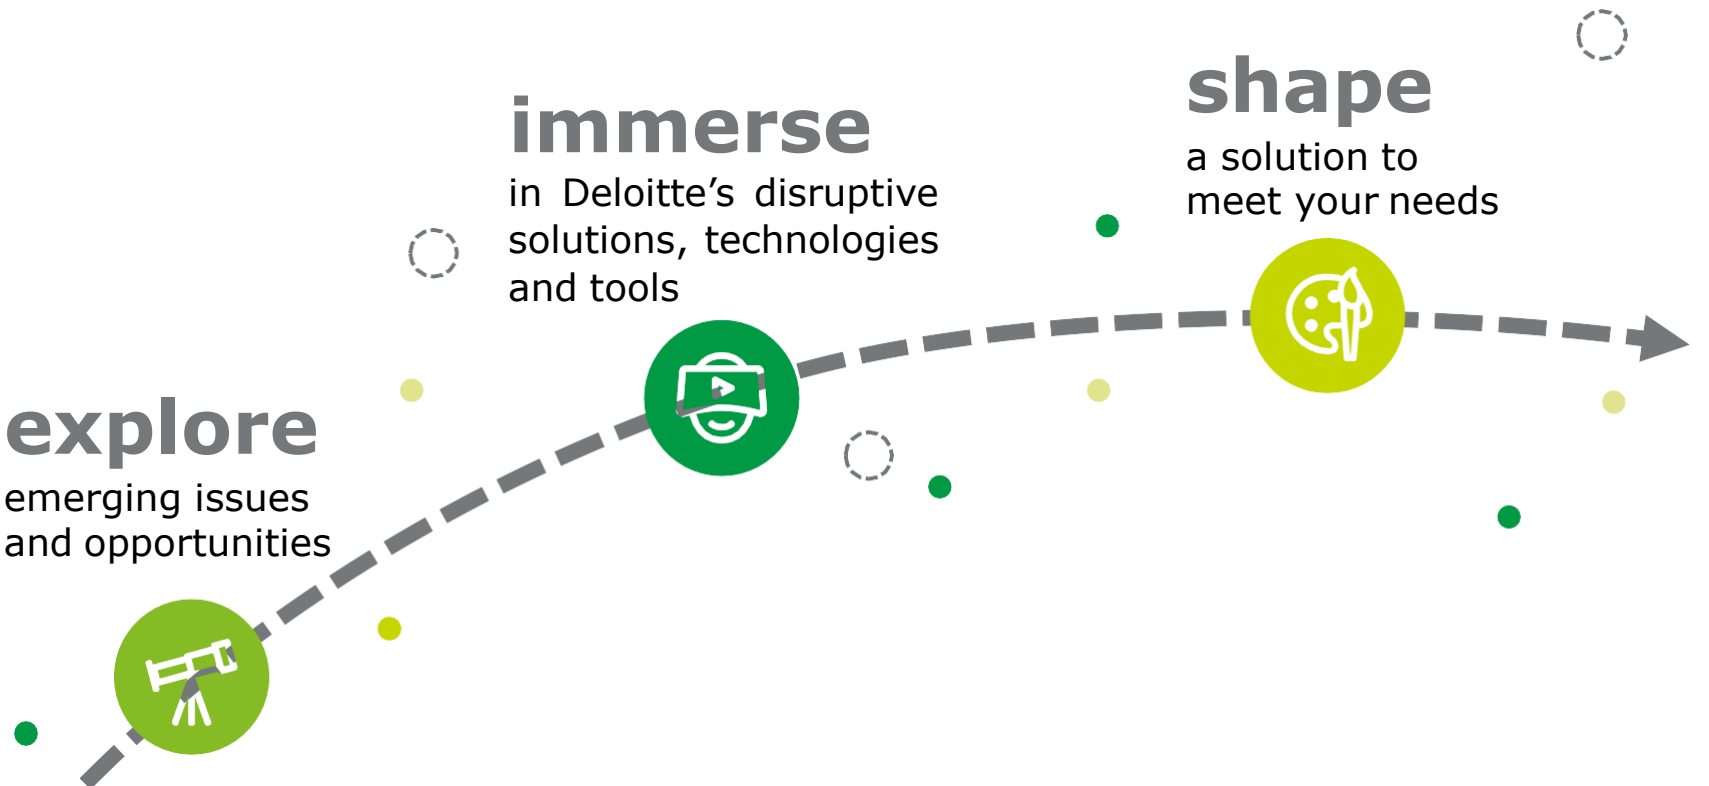 explore
emerging issues
and opportunities
immerse
in Deloitte’s disruptive
solutions, technologies
and tools
shape
a solution to
meet your needs